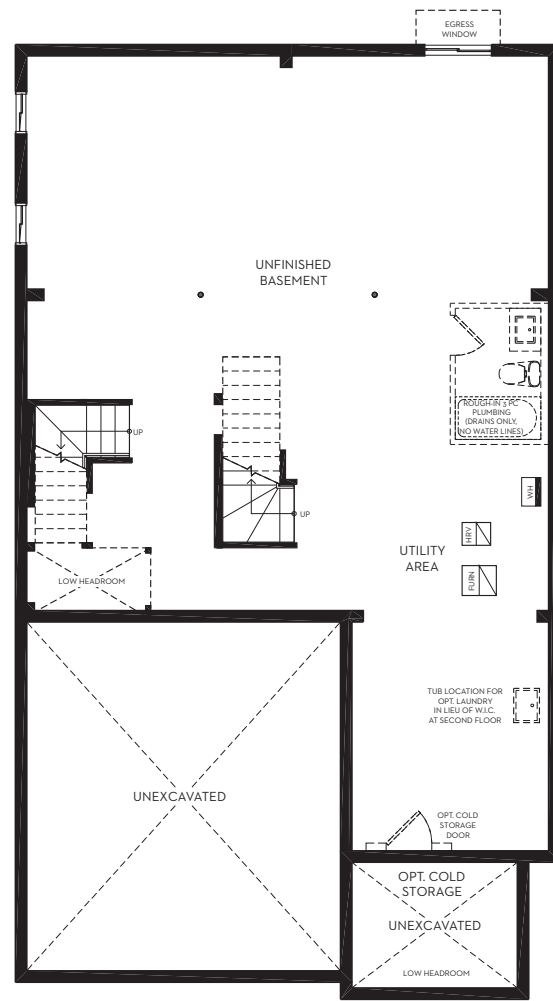 EGRESS
WINDOW
UNFINISHED
BASEMENT
ROUGH-IN 3 PC
PLUMBING
(DRAINS ONLY,
NO WATER LINES)
UP
WH
UP
HRV
UTILITY
AREA
FURN
LOW HEADROOM
TUB LOCATION FOR
OPT. LAUNDRY
IN LIEU OF W.I.C.
AT SECOND FLOOR
UNEXCAVATED
OPT. COLD
STORAGE
DOOR
OPT. COLD
STORAGE
UNEXCAVATED
LOW HEADROOM